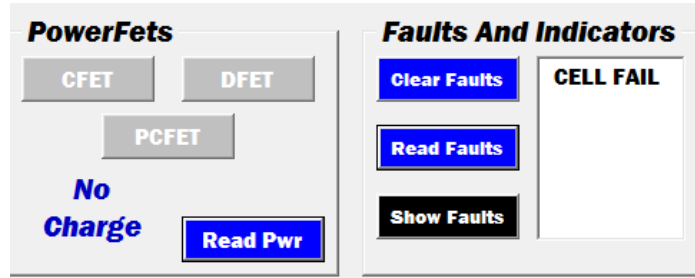 PowerFets
CFET
DFET
PCFET
No
Charge
Read Pwr
Faults And Indicators
Clear Faults
Read Faults
Show Faults
CELL FAIL